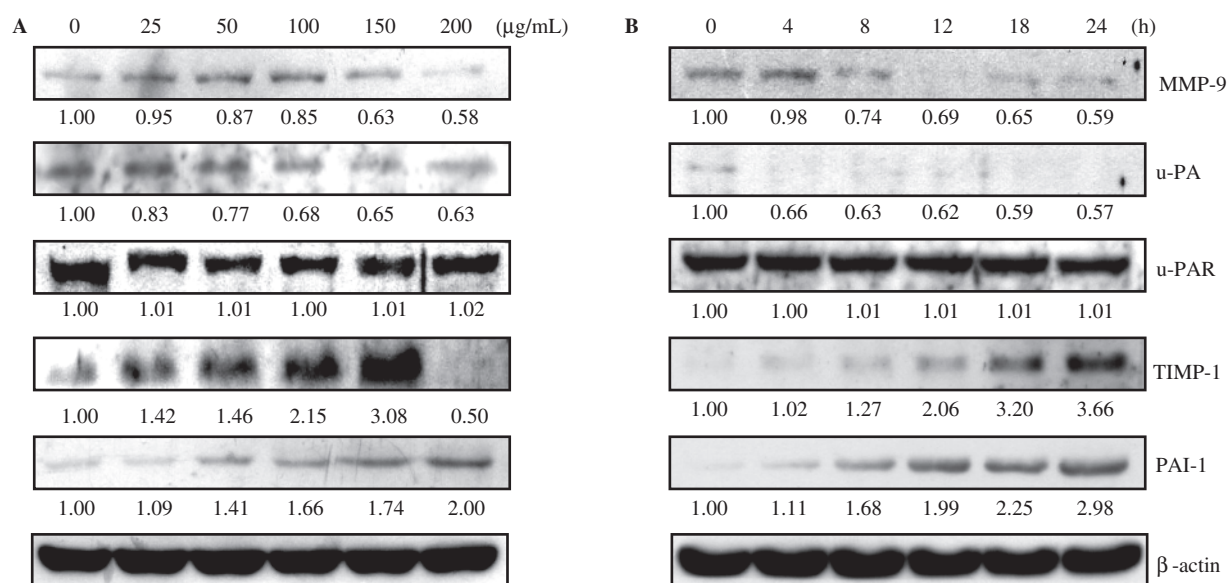 A 0 25 50 100 150 200 (μg/mL) B 0 4 8 12 18 24 (h)
MMP-9
1.00 0.95 0.87 0.85 0.63 0.58 1.00 0.98 0.74 0.69 0.65 0.59
u-PA
1.00 0.83 0.77 0.68 0.65 0.63 1.00 0.66 0.63 0.62 0.59 0.57
u-PAR
1.00 1.01 1.01 1.00 1.01 1.02 1.00 1.00 1.01 1.01 1.01 1.01
TIMP-1
1.00 1.42 1.46 2.15 3.08 0.50 1.00 1.02 1.27 2.06 3.20 3.66
PAI-1
1.00 1.09 1.41 1.66 1.74 2.00 1.00 1.11 1.68 1.99 2.25 2.98
β-actin